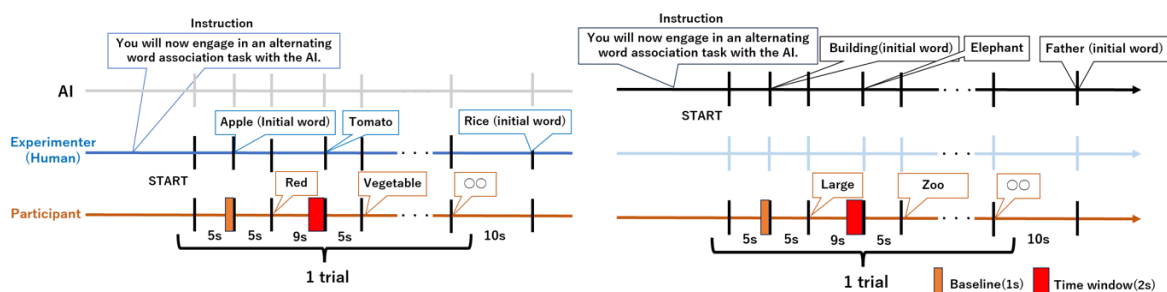 Instruction
You will now engage in an alternating
word association task with the AI.
AI
Apple (Initial word)
Tomato
Rice (initial word)
Experimenter
(Human)
START
Red
Vegetable
○○
Participant
5s
5s
9s
5s
10s
1 trial
Instruction
You will now engage in an alternating
word association task with the AI.
Building(initial word)
Elephant
Father (initial word)
START
Large
Zoo
○○
5s
5s
9s
5s
10s
1 trial
Baseline(1s)
Time window(2s)